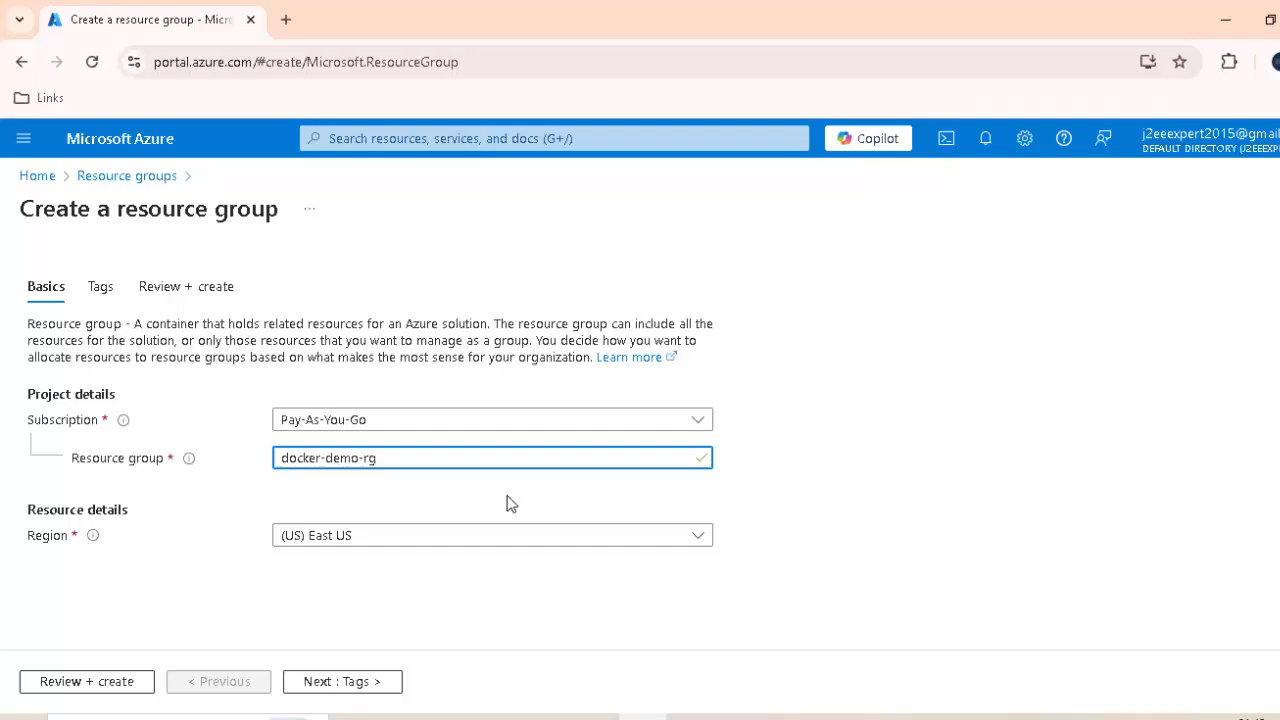 Create a resource group - Micr
portal.azure.com/#create/Microsoft.ResourceGroup
Links
Microsoft Azure
Search resources, services, and docs (G+/)
Copilot
j2eeexpert2015@gmail
DEFAULT DIRECTORY (J2EEEXP
Home > Resource groups >
Create a resource group ...
Basics Tags Review + create
Resource group - A container that holds related resources for an Azure solution. The resource group can include all the
resources for the solution, or only those resources that you want to manage as a group. You decide how you want to
allocate resources to resource groups based on what makes the most sense for your organization. Learn more
Project details
Subscription * Pay-As-You-Go
Resource group * docker-demo-rg
Resource details
Region * (US) East US
Review + create < Previous Next : Tags >